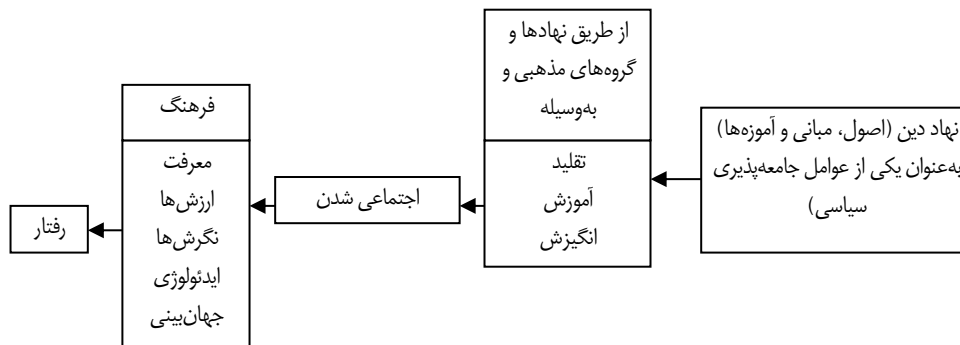 نهاد دین (اصول، مبانی و آموزه‌ها)
به‌عنوان یکی از عوامل جامعه‌پذیری
سیاسی)
از طریق نهادها و
گروه‌های مذهبی و
به‌وسیله
تقلید
آموزش
انگیزش
اجتماعی شدن
فرهنگ
معرفت
ارزش‌ها
نگرش‌ها
ایدئولوژی
جهان‌بینی
رفتار